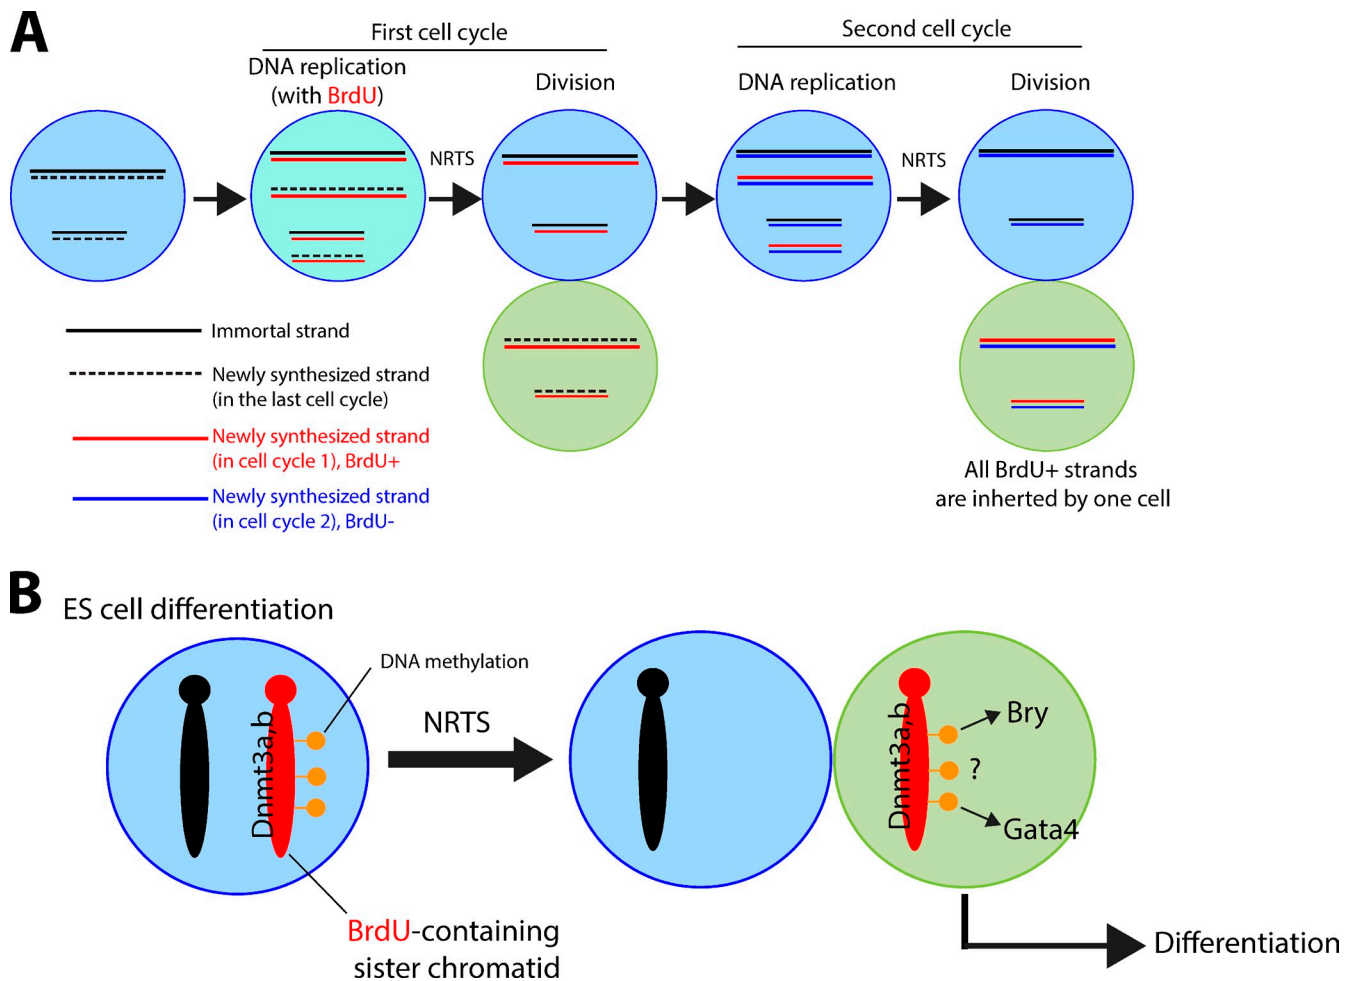 A
First cell cycle
Second cell cycle
DNA replication
(with BrdU)
Division
DNA replication
Division
NRTS
NRTS
Immortal strand
Newly synthesized strand
(in the last cell cycle)
Newly synthesized strand
(in cell cycle 1), BrdU+
Newly synthesized strand
(in cell cycle 2), BrdU-
All BrdU+ strands
are inherted by one cell
B
ES cell differentiation
DNA methylation
NRTS
Dnmt3a,b
Dnmt3a,b
Bry
?
Gata4
BrdU-containing
sister chromatid
Differentiation